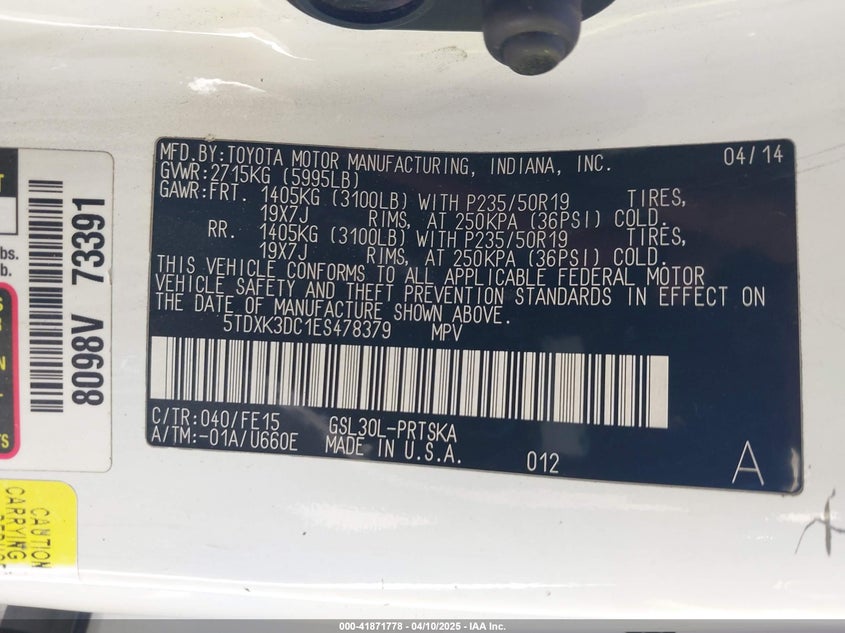 MFD.BY:TOYOTA MOTOR MANUFACTURING, INDIANA, INC. 04/14
GVWR:2715KG (5995LB)
GAWR:FRT. 1405KG (3100LB) WITH P235/50R19 TIRES,
19X7J RIMS, AT 250KPA (36PSI) COLD.
RR. 1405KG (3100LB) WITH P235/50R19 TIRES,
19X7J RIMS, AT 250KPA (36PSI) COLD.
THIS VEHICLE CONFORMS TO ALL APPLICABLE FEDERAL MOTOR
VEHICLE SAFETY AND THEFT PREVENTION STANDARDS IN EFFECT ON
THE DATE OF MANUFACTURE SHOWN ABOVE.
5TDXK3DC1ES478379 MPV
C/TR:040/FE15 GSL30L-PRTSKA
A/TM:-01A/U660E MADE IN U.S.A. 012 A
8098V 73391
lbs.
CAUTION
CARRYING
000-41871778 - 04/10/2025 - IAA Inc.